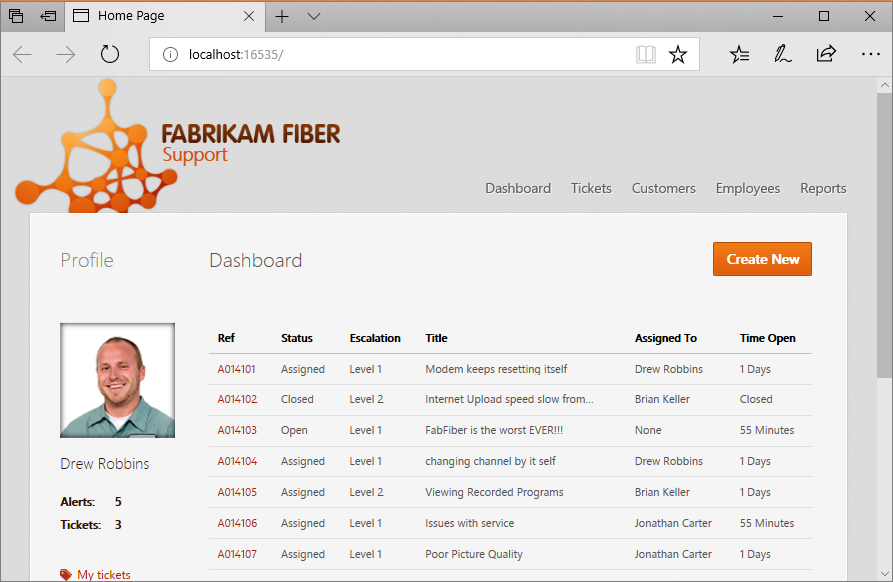 Home Page
localhost:16535/
FABRIKAM FIBER
Support
Dashboard Tickets Customers Employees Reports
Profile
Dashboard
Create New
Ref Status Escalation Title Assigned To Time Open
A014101 Assigned Level 1 Modem keeps resetting itself Drew Robbins 1 Days
A014102 Closed Level 2 Internet Upload speed slow from... Brian Keller Closed
A014103 Open Level 1 FabFiber is the worst EVER!!! None 55 Minutes
A014104 Assigned Level 1 changing channel by it self Drew Robbins 1 Days
A014105 Assigned Level 2 Viewing Recorded Programs Brian Keller 1 Days
A014106 Assigned Level 1 Issues with service Jonathan Carter 55 Minutes
A014107 Assigned Level 1 Poor Picture Quality Jonathan Carter 1 Days
Drew Robbins
Alerts: 5
Tickets: 3
My tickets